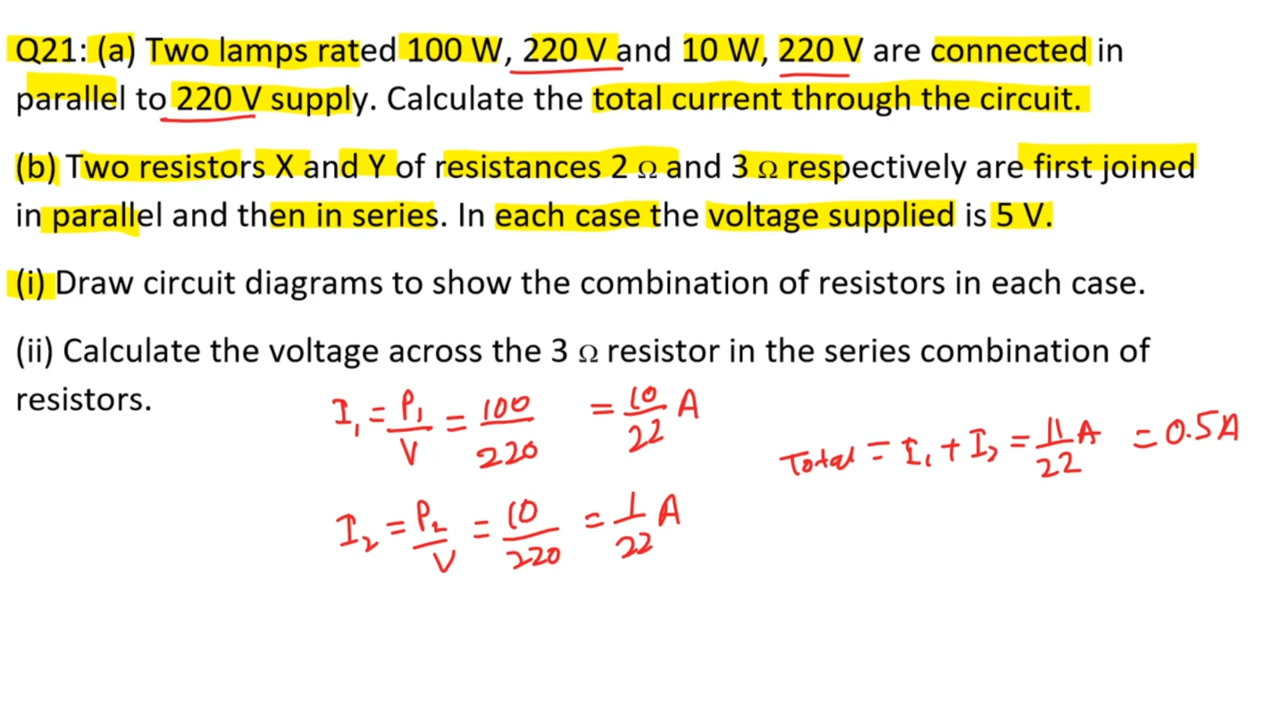 Q21: (a) Two lamps rated 100 W, 220 V and 10 W, 220 V are connected in
parallel to 220 V supply. Calculate the total current through the circuit.
(b) Two resistors X and Y of resistances 2 Ω and 3 Ω respectively are first joined
in parallel and then in series. In each case the voltage supplied is 5 V.
(i) Draw circuit diagrams to show the combination of resistors in each case.
(ii) Calculate the voltage across the 3 Ω resistor in the series combination of
resistors.
I₁ = P₁/V = 100/220 = 10/22 A
Total = I₁ + I₂ = 11/22 A = 0.5A
I₂ = P₂/V = 10/220 = 1/22 A